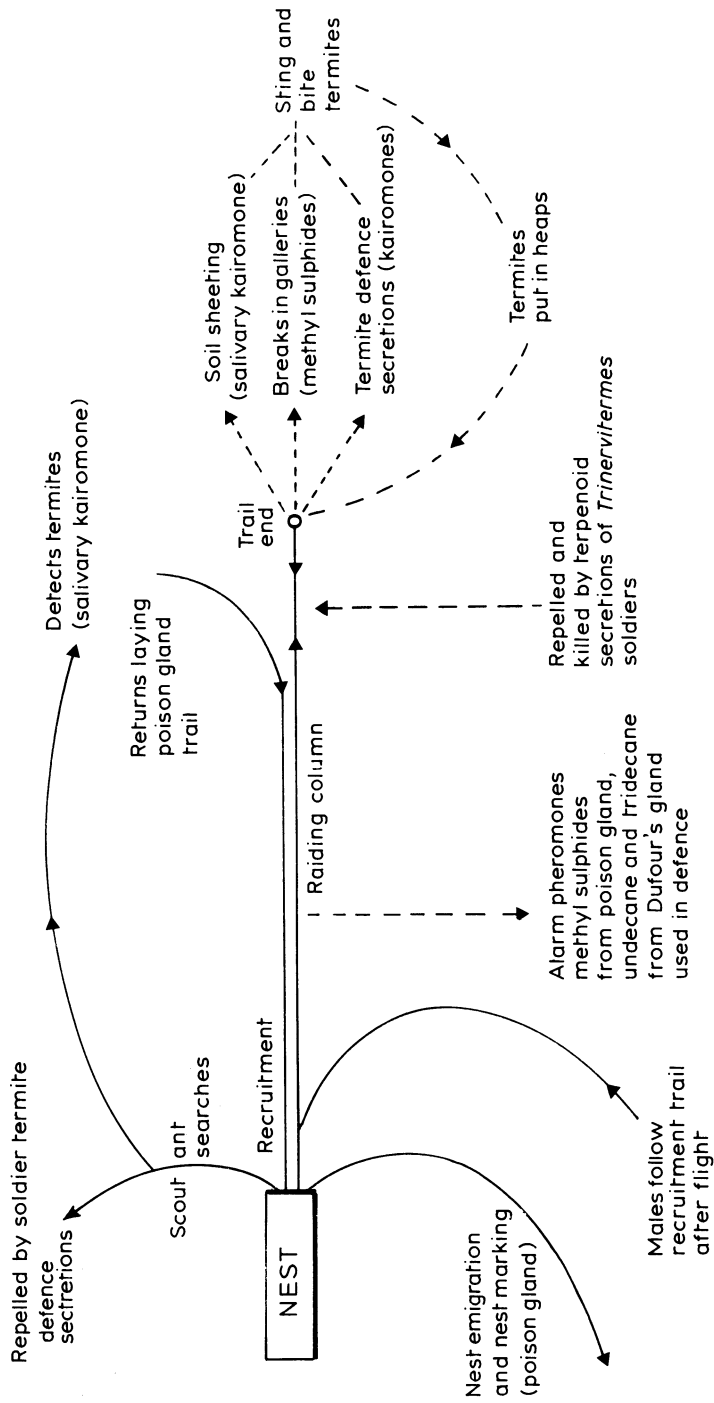 Repelled by soldier termite
defence
sectretions
Scout ant
searches
Detects termites
(salivary kairomone)
Returns laying
poison gland
trail
NEST
Recruitment
Raiding column
Trail
end
Soil sheeting
(salivary kairomone)
Breaks in galleries
(methyl sulphides)
Termite defence
secretions (kairomones)
Sting and
bite
termites
Termites
put in heaps
Repelled and
killed by terpenoid
secretions of Trinervitermes
soldiers
Alarm pheromones
methyl sulphides
from poison gland,
undecane and tridecane
from Dufour's gland
used in defence
Males follow
recruitment trail
after flight
Nest emigration
and nest marking
(poison gland)